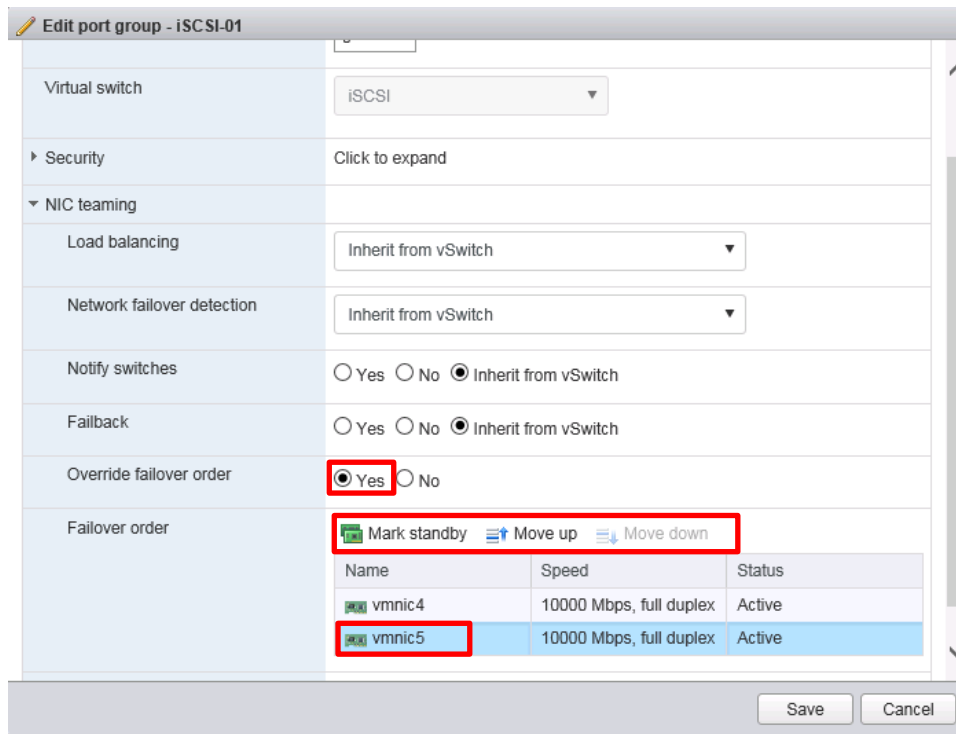 Edit port group - iSCSI-01
Virtual switch
iSCSI
Security
Click to expand
NIC teaming
Load balancing
Inherit from vSwitch
Network failover detection
Inherit from vSwitch
Notify switches
Yes No Inherit from vSwitch
Failback
Yes No Inherit from vSwitch
Override failover order
Yes No
Failover order
Mark standby Move up Move down
Name Speed Status
vmnic4 10000 Mbps, full duplex Active
vmnic5 10000 Mbps, full duplex Active
Save Cancel